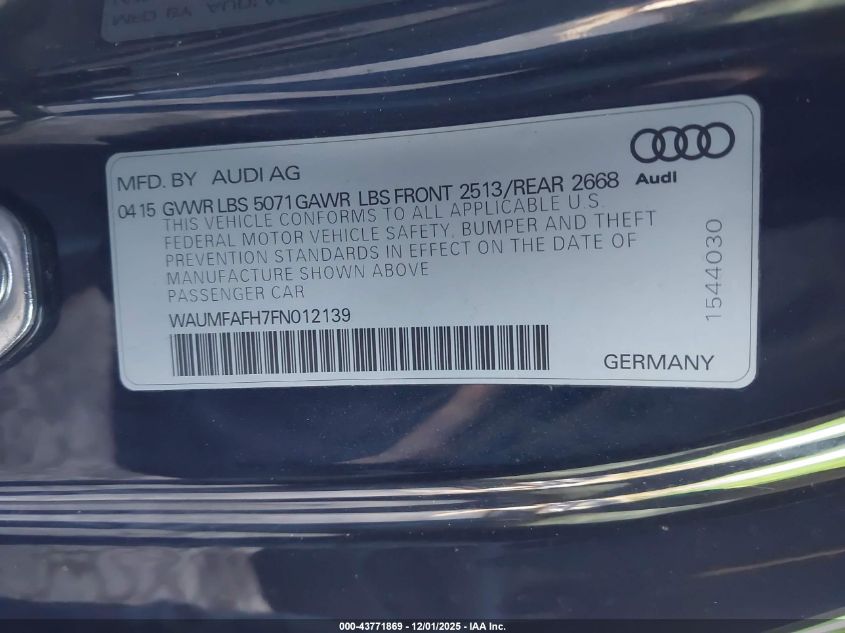 MFD. BY AUDI AG
Audi
04 15 GVWR LBS 5071 GAWR LBS FRONT 2513/REAR 2668
THIS VEHICLE CONFORMS TO ALL APPLICABLE U.S.
FEDERAL MOTOR VEHICLE SAFETY, BUMPER AND THEFT
PREVENTION STANDARDS IN EFFECT ON THE DATE OF
MANUFACTURE SHOWN ABOVE
PASSENGER CAR
WAUMFAFH7FN012139
GERMANY
1544030
000-43771869 - 12/01/2025 - IAA Inc.